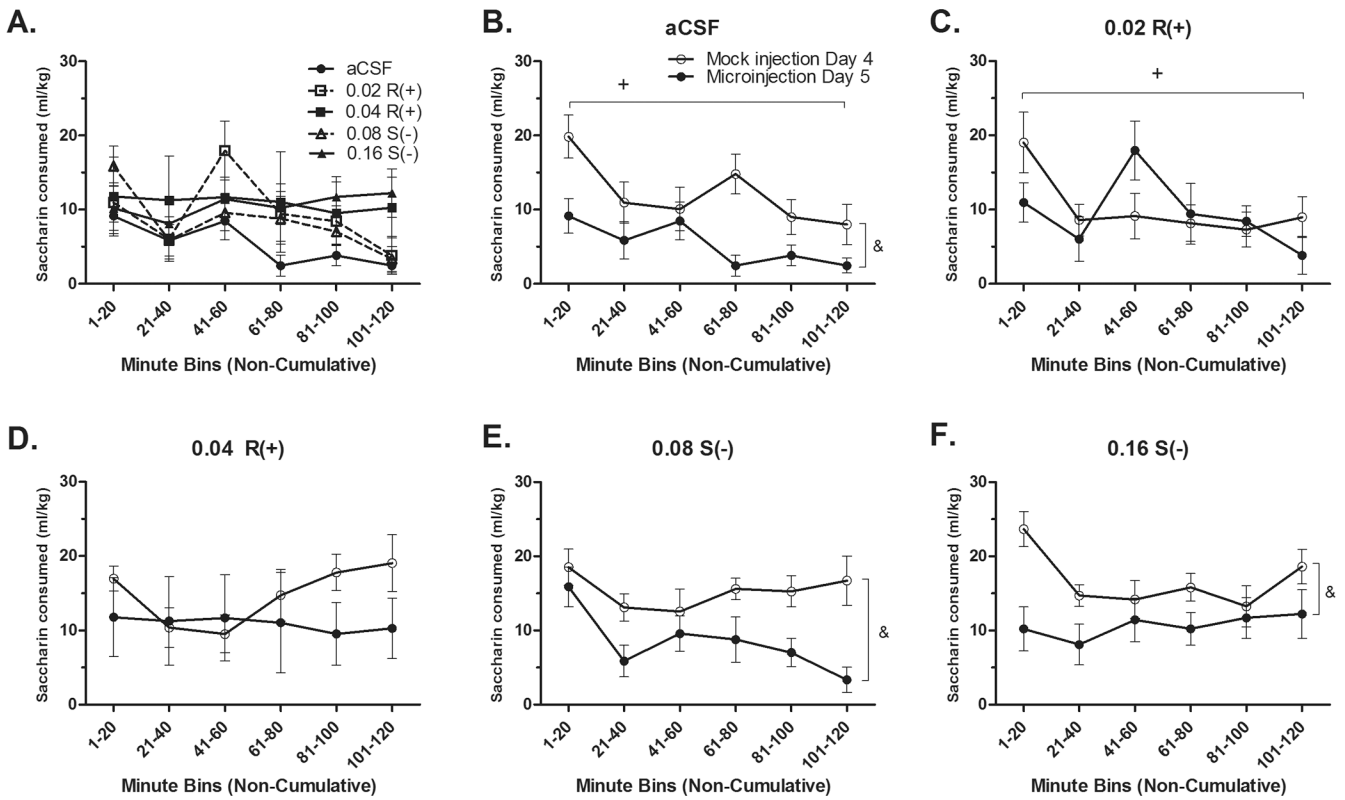 A.
Saccharin consumed (ml/kg)
30
20
10
0
aCSF
0.02 R(+)
0.04 R(+)
0.08 S(-)
0.16 S(-)
1-20
21-40
41-60
61-80
81-100
101-120
Minute Bins (Non-Cumulative)
B.
aCSF
Saccharin consumed (ml/kg)
30
20
10
0
Mock injection Day 4
Microinjection Day 5
+
&
1-20
21-40
41-60
61-80
81-100
101-120
Minute Bins (Non-Cumulative)
C.
0.02 R(+)
Saccharin consumed (ml/kg)
30
20
10
0
+
1-20
21-40
41-60
61-80
81-100
101-120
Minute Bins (Non-Cumulative)
D.
0.04 R(+)
Saccharin consumed (ml/kg)
30
20
10
0
1-20
21-40
41-60
61-80
81-100
101-120
Minute Bins (Non-Cumulative)
E.
0.08 S(-)
Saccharin consumed (ml/kg)
30
20
10
0
&
1-20
21-40
41-60
61-80
81-100
101-120
Minute Bins (Non-Cumulative)
F.
0.16 S(-)
Saccharin consumed (ml/kg)
30
20
10
0
&
1-20
21-40
41-60
61-80
81-100
101-120
Minute Bins (Non-Cumulative)